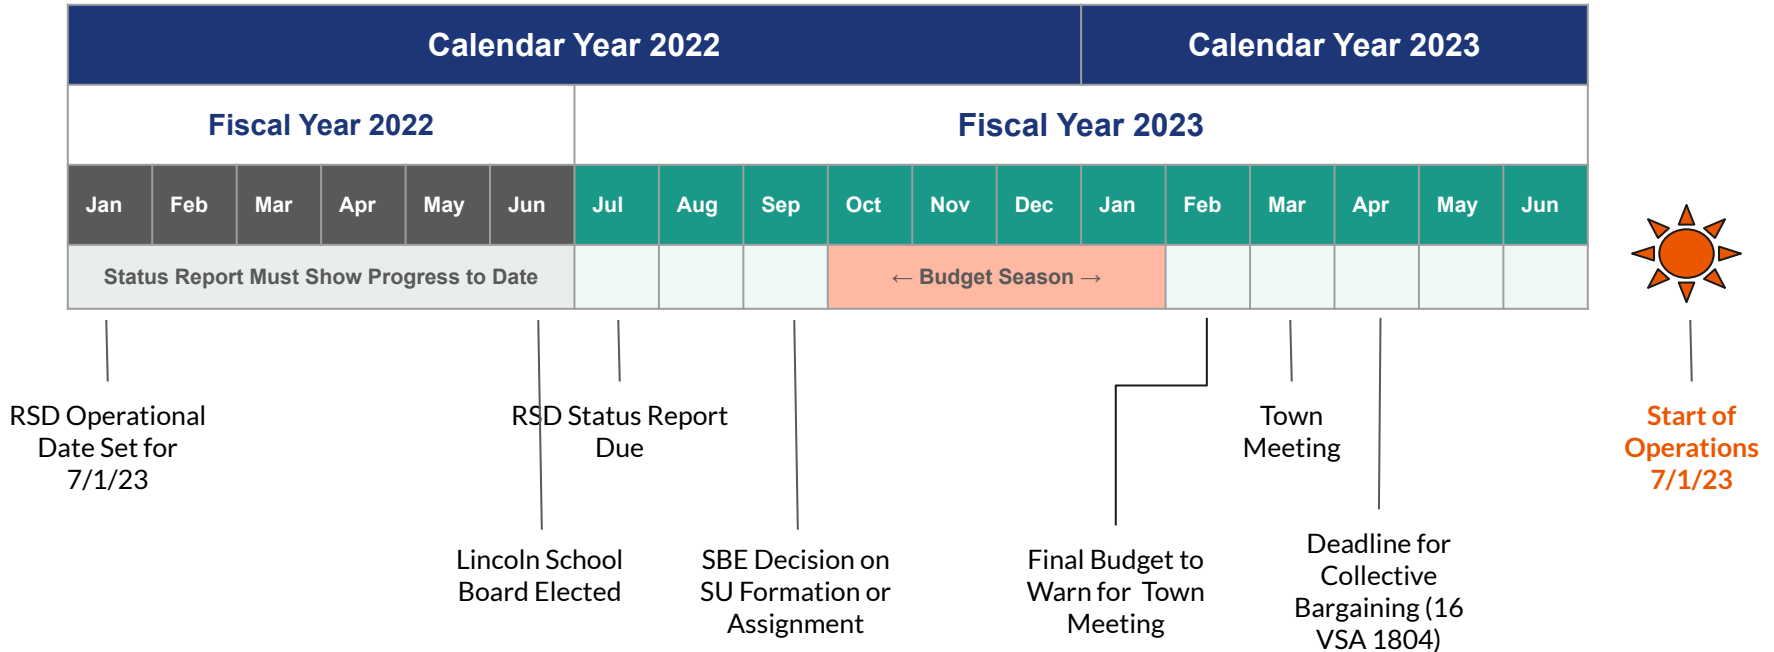 Calendar Year 2022
Calendar Year 2023
Fiscal Year 2022
Fiscal Year 2023
Jan Feb Mar Apr May Jun Jul Aug Sep Oct Nov Dec Jan Feb Mar Apr May Jun
Status Report Must Show Progress to Date
← Budget Season →
RSD Operational
Date Set for
7/1/23
RSD Status Report
Due
Town
Meeting
Start of
Operations
7/1/23
Lincoln School
Board Elected
SBE Decision on
SU Formation or
Assignment
Final Budget to
Warn for Town
Meeting
Deadline for
Collective
Bargaining (16
VSA 1804)